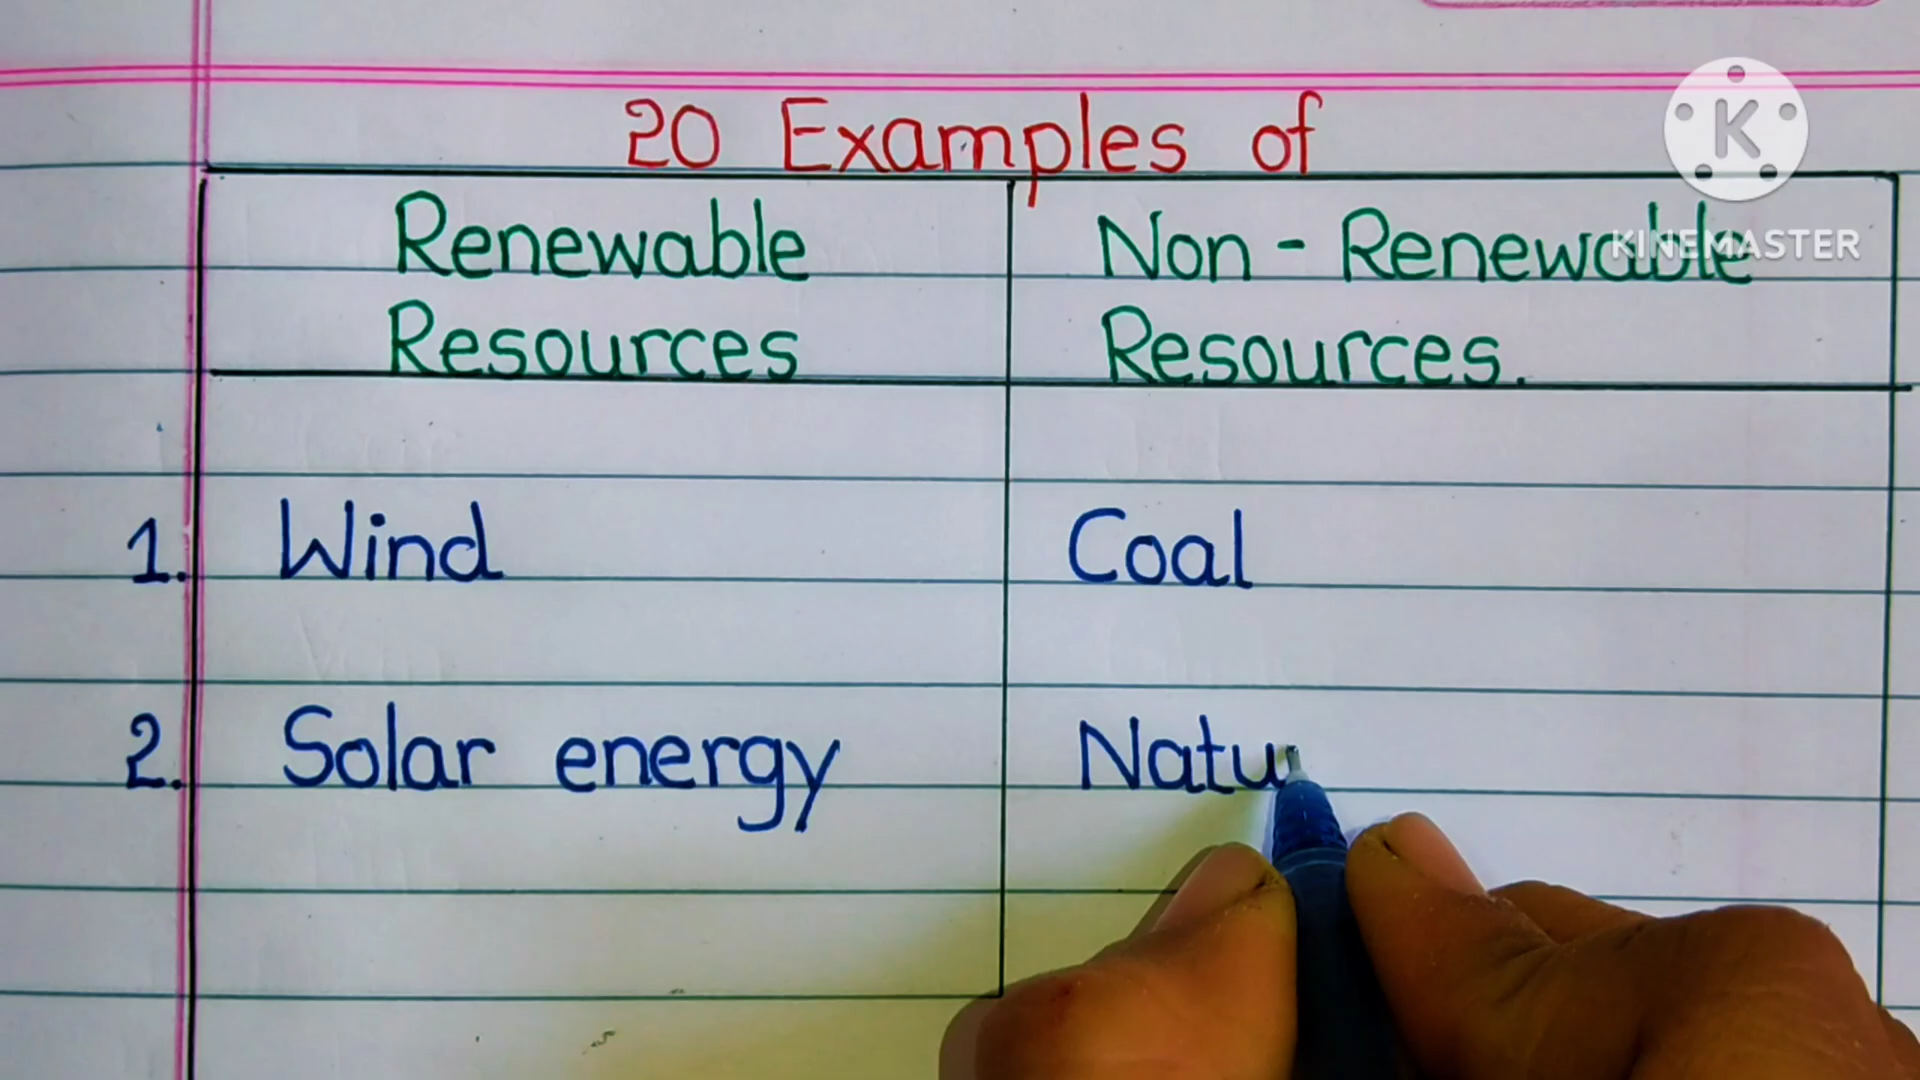 20 Examples of
Renewable Resources
Non - Renewable Resources.
K
KINEMASTER
1. Wind
Coal
2. Solar energy
Natu